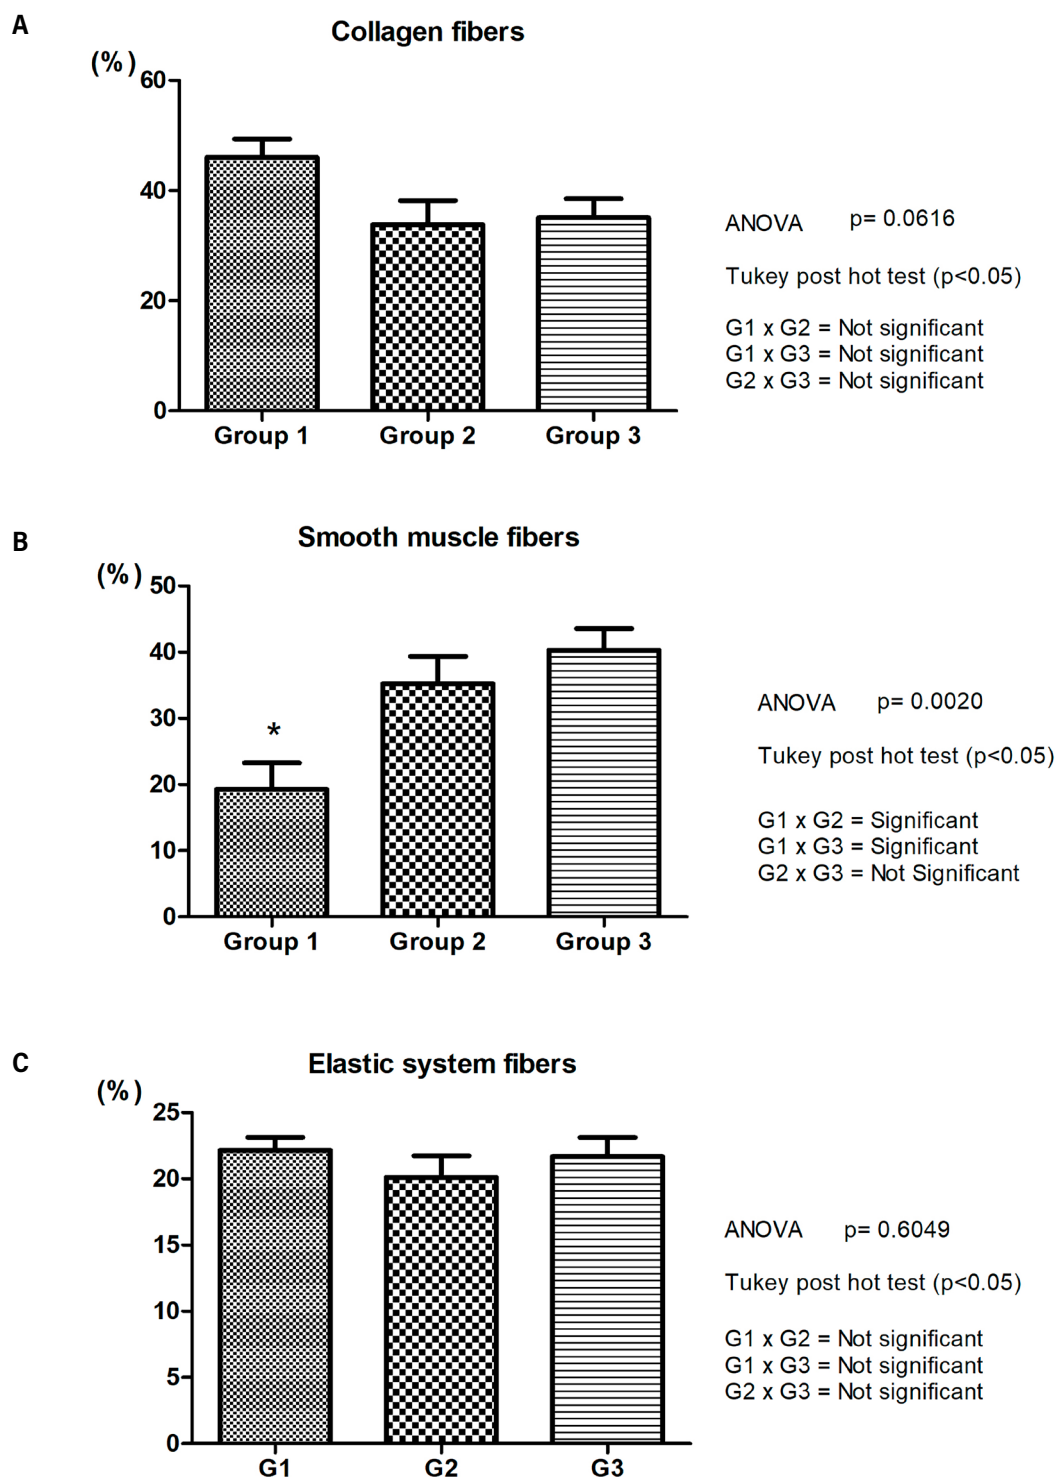 A
Collagen fibers
(%)
60
40
20
0
Group 1
Group 2
Group 3
ANOVA p= 0.0616
Tukey post hot test (p<0.05)
G1 x G2 = Not significant
G1 x G3 = Not significant
G2 x G3 = Not significant
B
Smooth muscle fibers
(%)
50
40
30
20
10
0
*
Group 1
Group 2
Group 3
ANOVA p= 0.0020
Tukey post hot test (p<0.05)
G1 x G2 = Significant
G1 x G3 = Significant
G2 x G3 = Not Significant
C
Elastic system fibers
(%)
25
20
15
10
5
0
G1
G2
G3
ANOVA p= 0.6049
Tukey post hot test (p<0.05)
G1 x G2 = Not significant
G1 x G3 = Not significant
G2 x G3 = Not significant